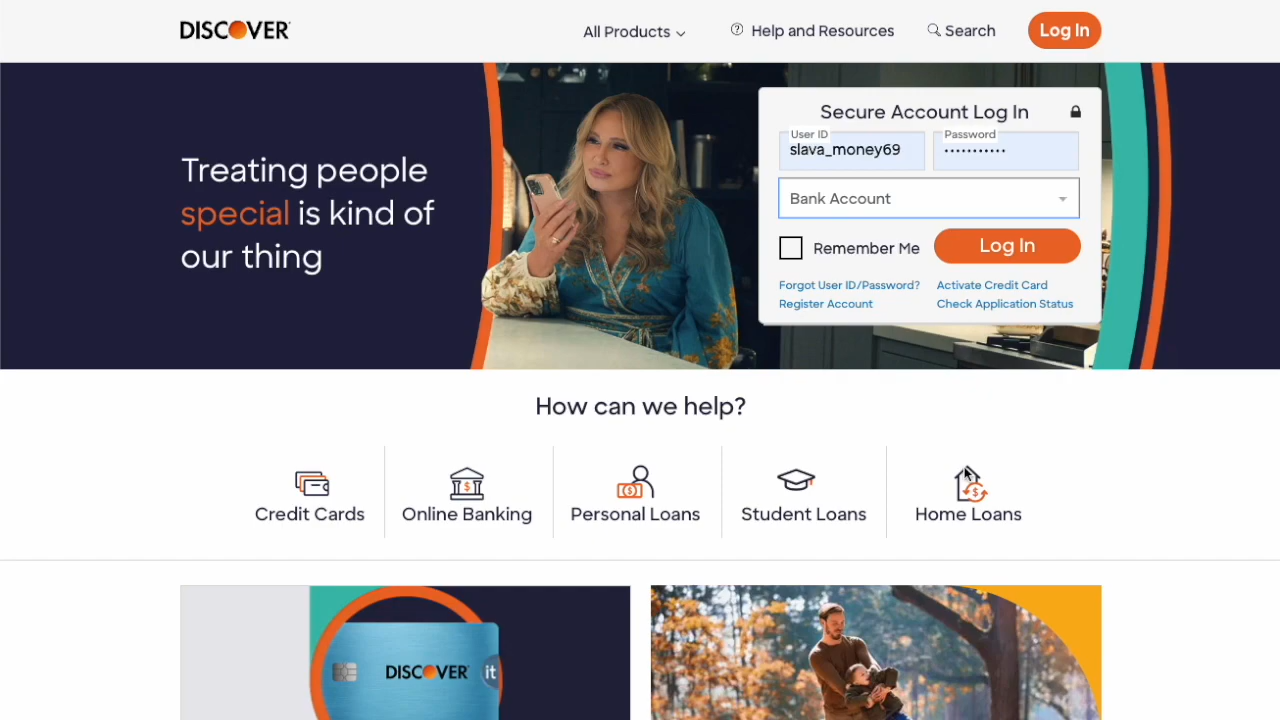 DISCOVER
All Products
Help and Resources
Search
Log In
Treating people
special is kind of
our thing
Secure Account Log In
User ID
Password
slava_money69
•••••••••••
Bank Account
Remember Me
Log In
Forgot User ID/Password?
Activate Credit Card
Register Account
Check Application Status
How can we help?
Credit Cards
Online Banking
Personal Loans
Student Loans
Home Loans
DISCOVER it